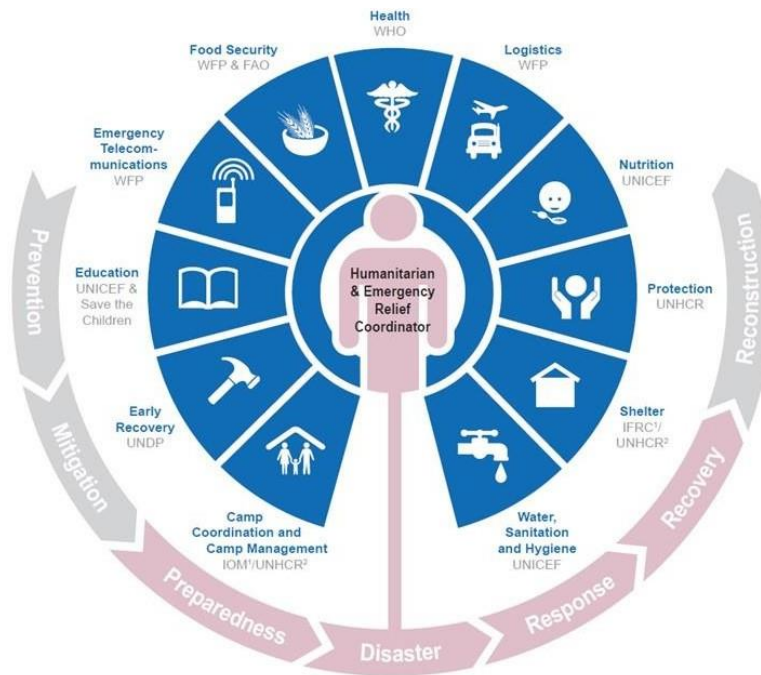 Health
WHO
Food Security
WFP & FAO
Logistics
WFP
Emergency
Telecom-
munications
WFP
Nutrition
UNICEF
Education
UNICEF &
Save the
Children
Humanitarian
& Emergency
Relief
Coordinator
Protection
UNHCR
Early
Recovery
UNDP
Shelter
IFRC¹/
UNHCR²
Camp
Coordination and
Camp Management
IOM¹/UNHCR²
Water,
Sanitation
and Hygiene
UNICEF
Prevention
Mitigation
Preparedness
Disaster
Response
Recovery
Reconstruction